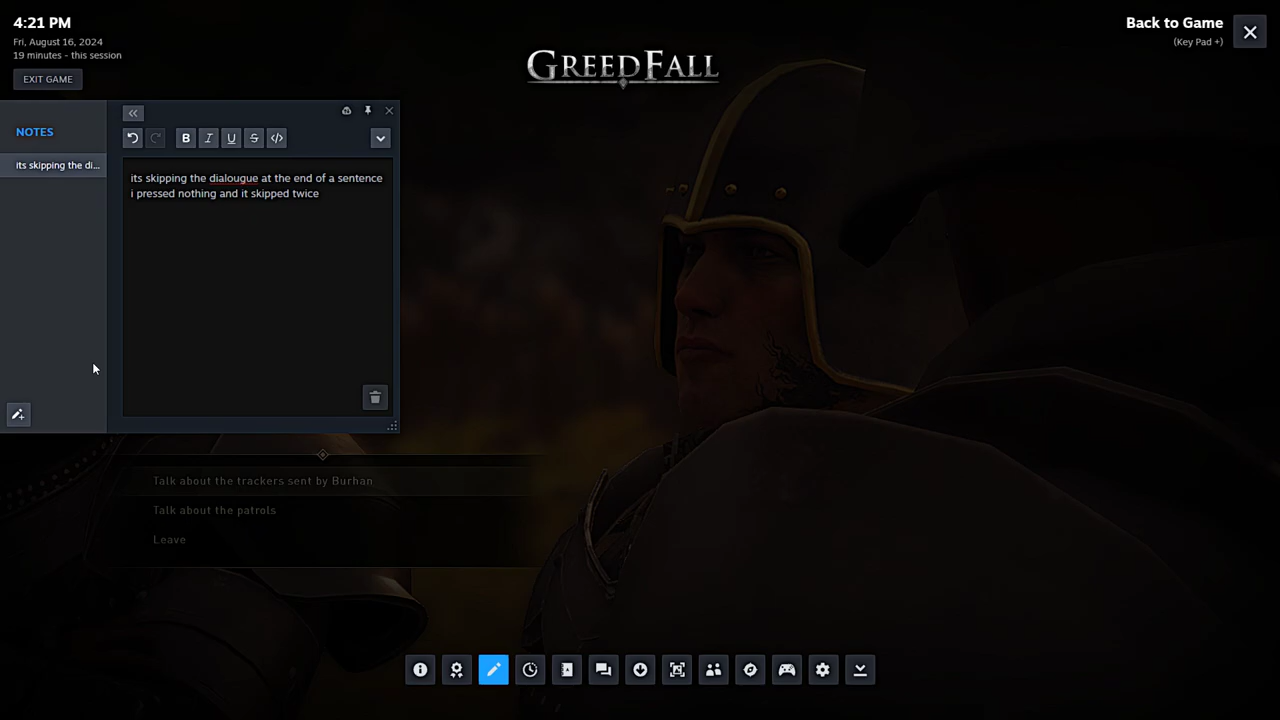 4:21 PM
Fri, August 16, 2024
19 minutes - this session
EXIT GAME
Back to Game
(Key Pad +)
GREEDFALL
NOTES
its skipping the di...
B I U S </>
its skipping the dialougue at the end of a sentence
i pressed nothing and it skipped twice
Talk about the trackers sent by Burhan
Talk about the patrols
Leave